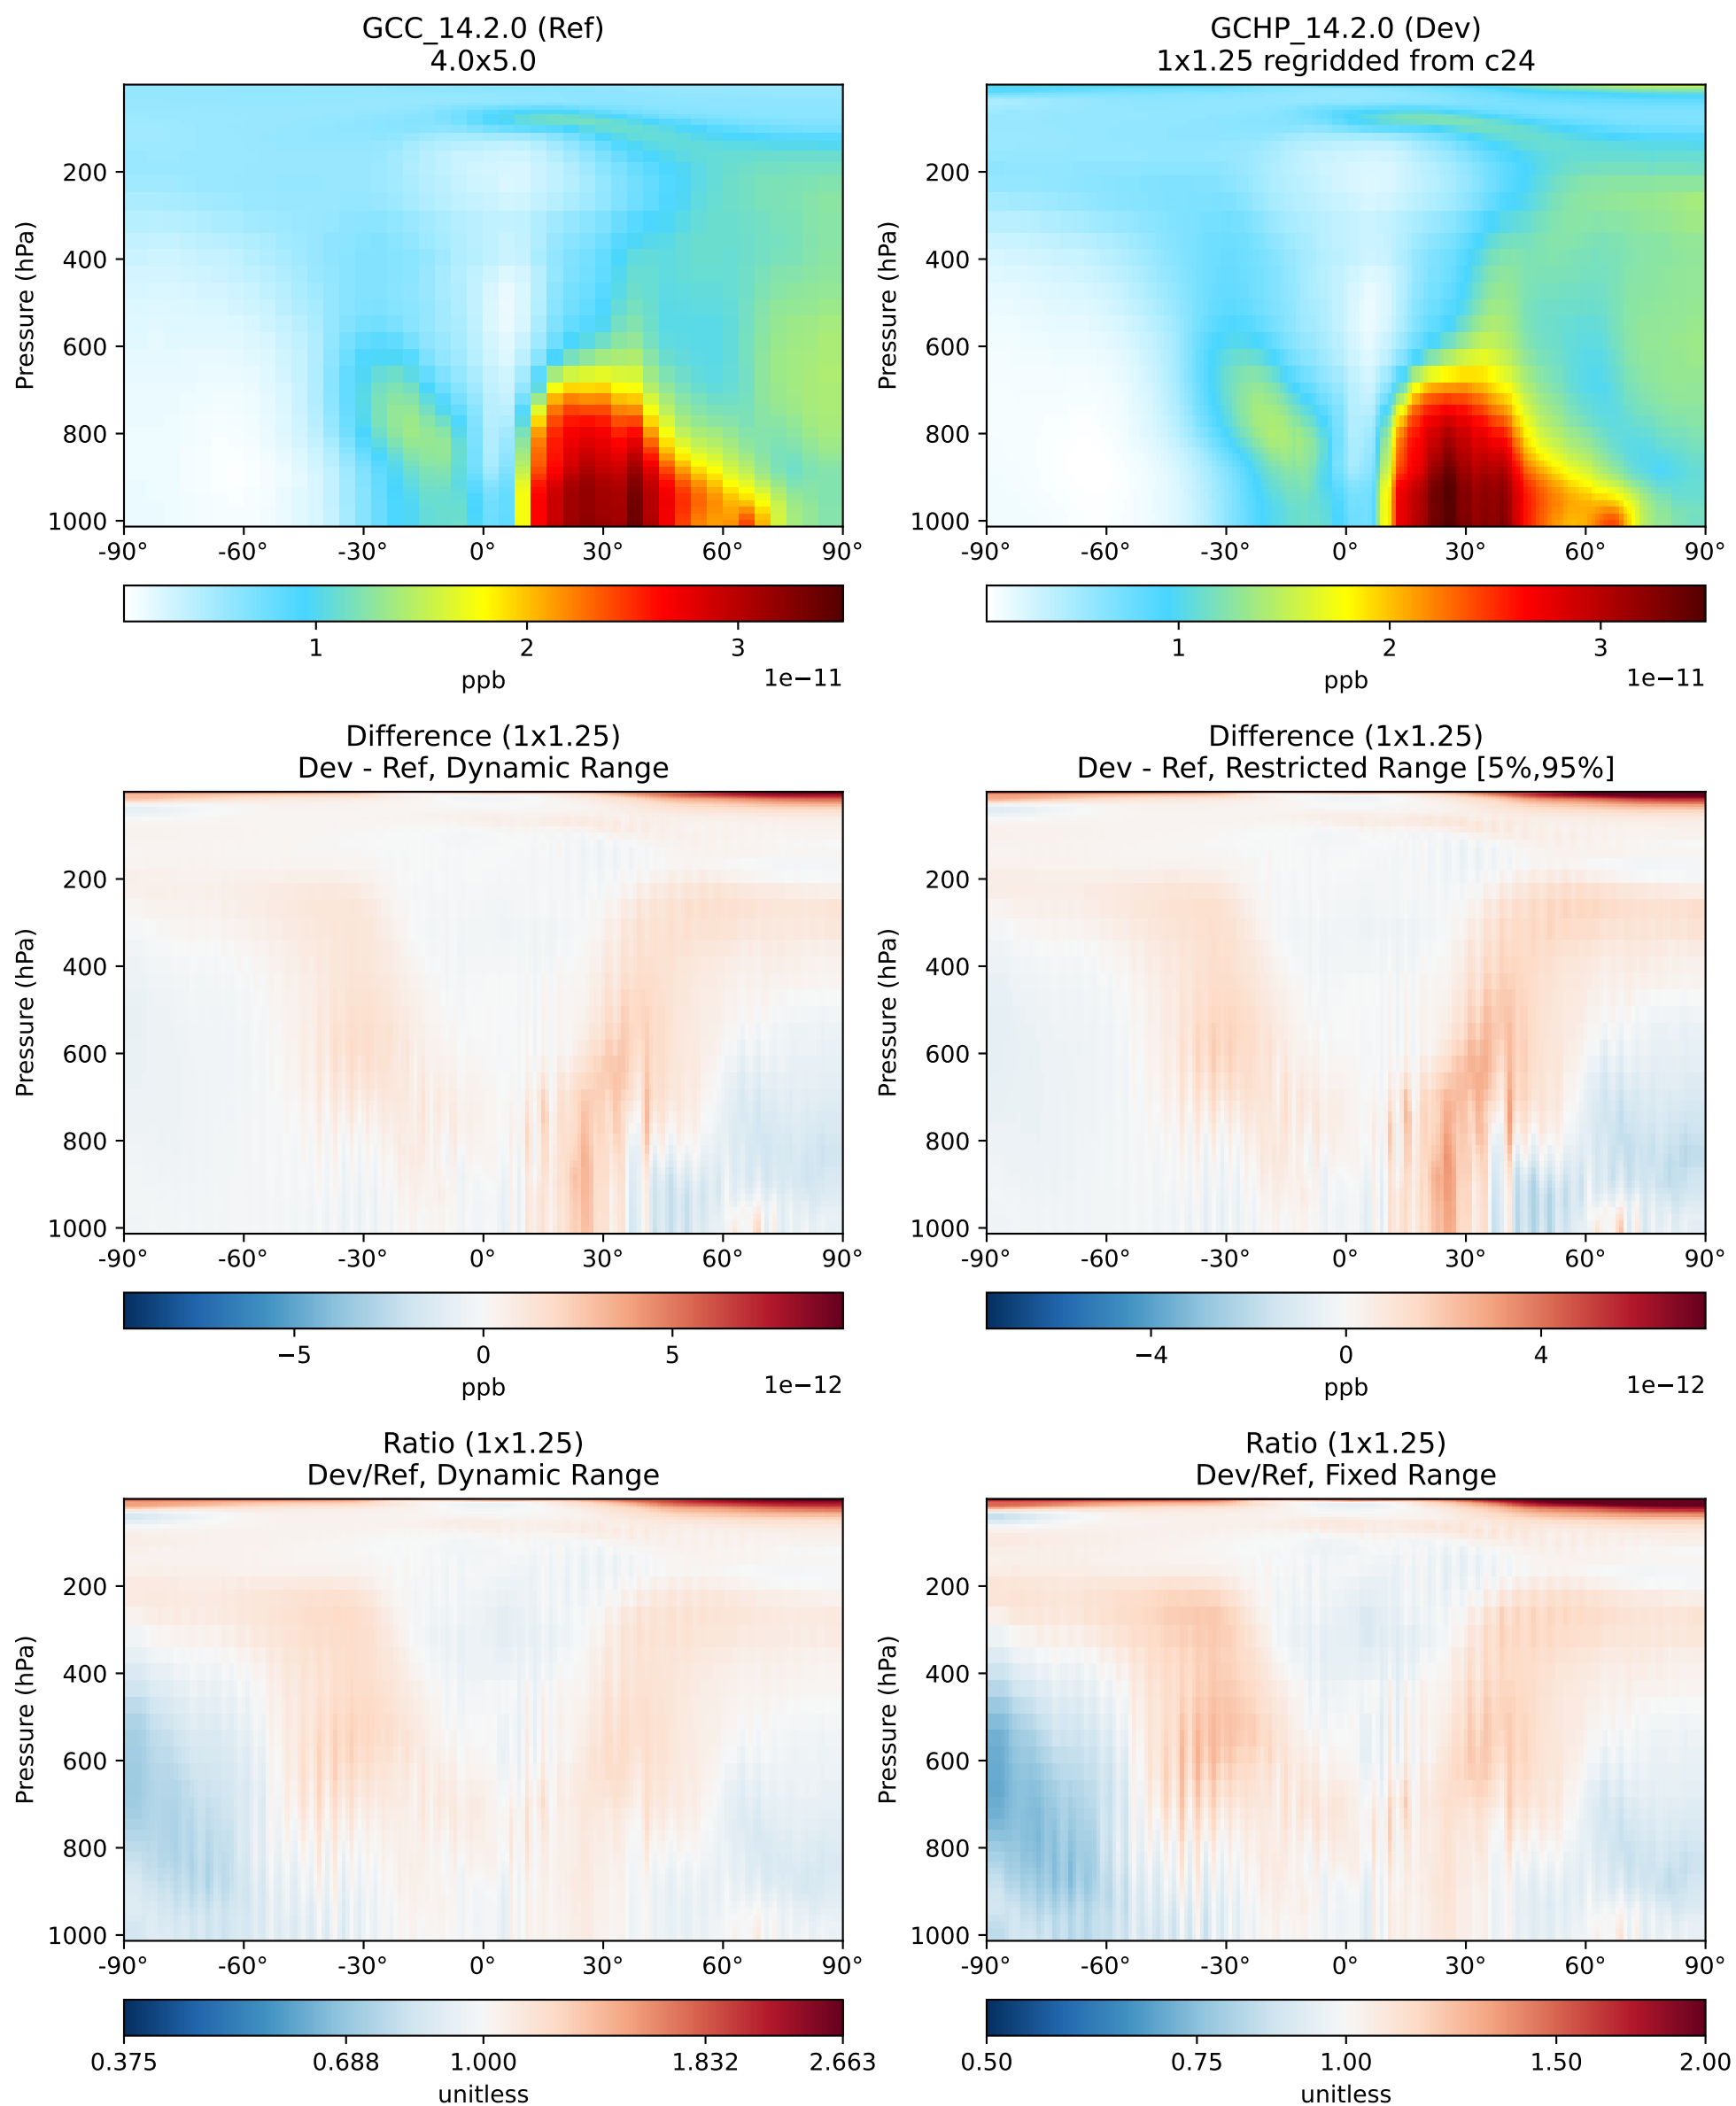 GCC_14.2.0 (Ref)
4.0x5.0
Pressure (hPa)
200
400
600
800
1000
-90° -60° -30° 0° 30° 60° 90°
1 2 3
ppb
1e−11
GCHP_14.2.0 (Dev)
1x1.25 regridded from c24
Pressure (hPa)
200
400
600
800
1000
-90° -60° -30° 0° 30° 60° 90°
1 2 3
ppb
1e−11
Difference (1x1.25)
Dev - Ref, Dynamic Range
Pressure (hPa)
200
400
600
800
1000
-90° -60° -30° 0° 30° 60° 90°
−5 0 5
ppb
1e−12
Difference (1x1.25)
Dev - Ref, Restricted Range [5%,95%]
Pressure (hPa)
200
400
600
800
1000
-90° -60° -30° 0° 30° 60° 90°
−4 0 4
ppb
1e−12
Ratio (1x1.25)
Dev/Ref, Dynamic Range
Pressure (hPa)
200
400
600
800
1000
-90° -60° -30° 0° 30° 60° 90°
0.375 0.688 1.000 1.832 2.663
unitless
Ratio (1x1.25)
Dev/Ref, Fixed Range
Pressure (hPa)
200
400
600
800
1000
-90° -60° -30° 0° 30° 60° 90°
0.50 0.75 1.00 1.50 2.00
unitless